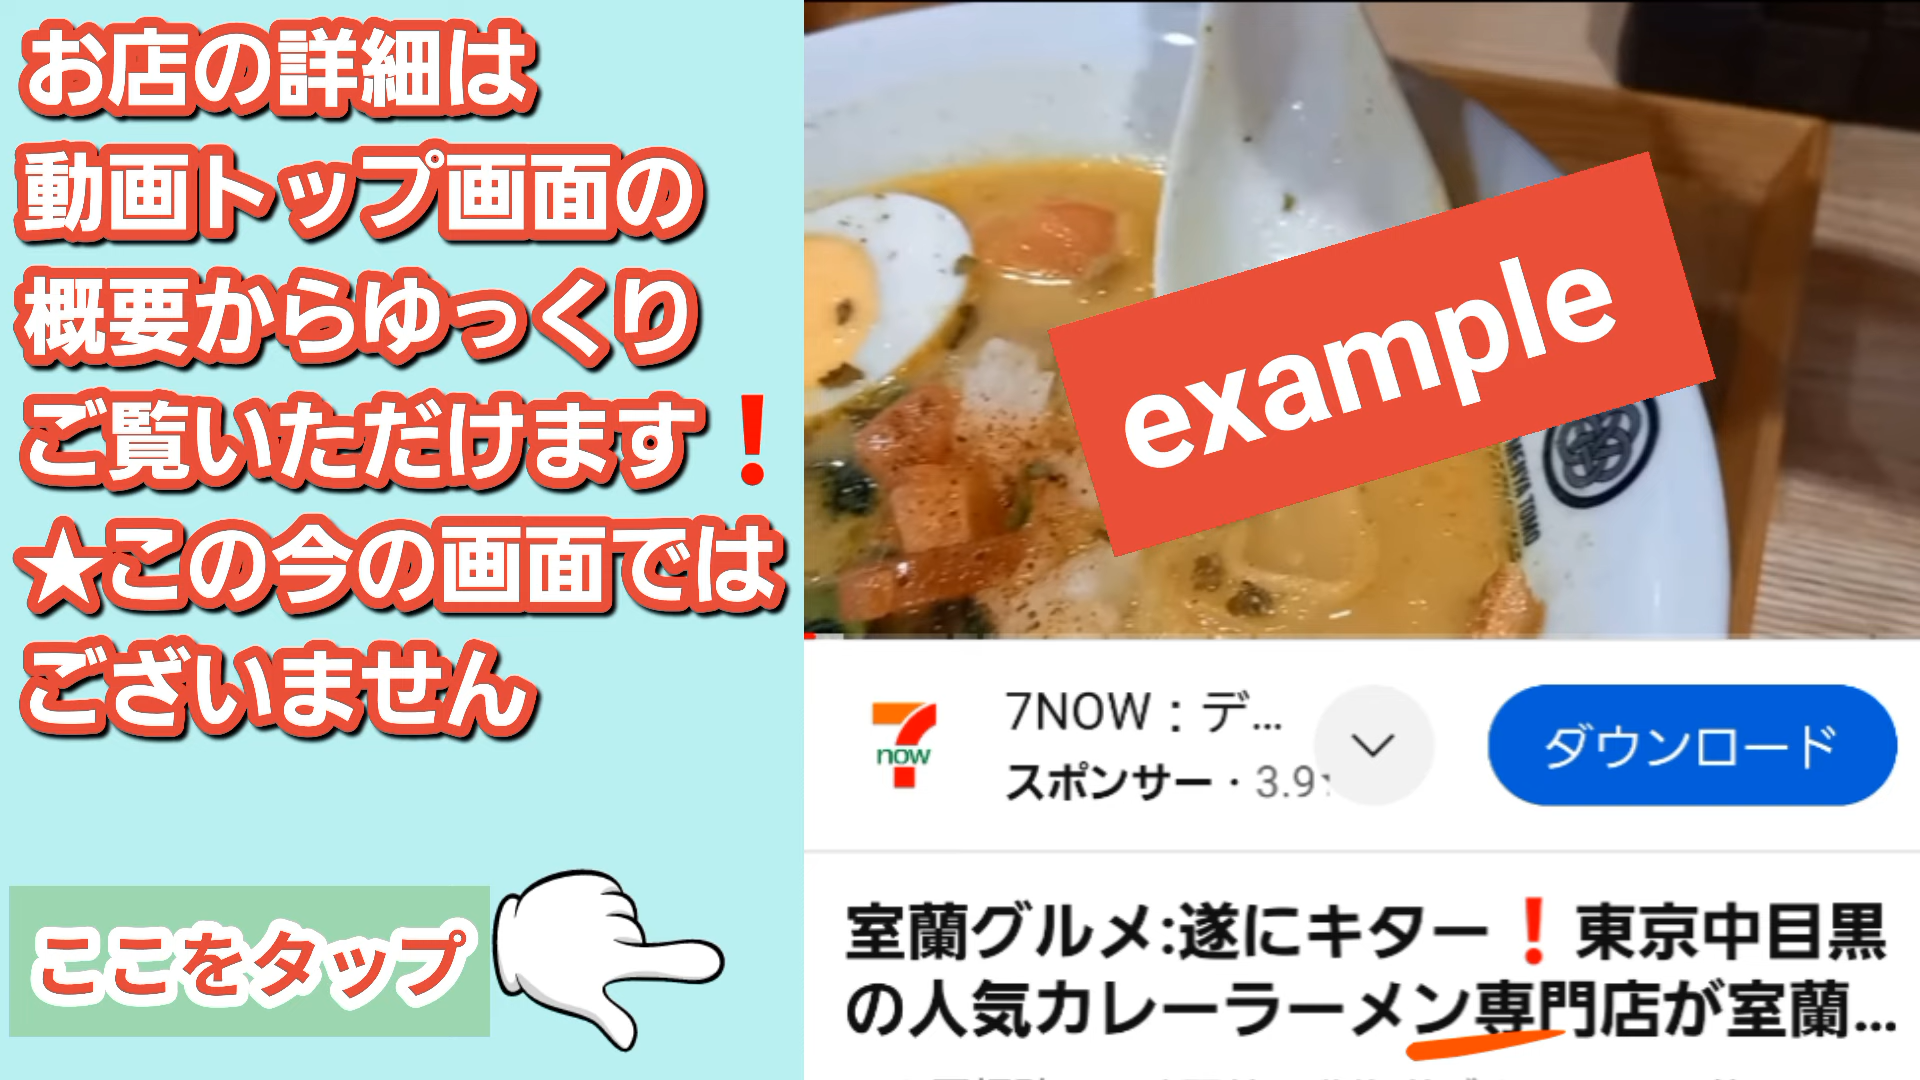 お店の詳細は
動画トップ画面の
概要からゆっくり
ご覧いただけます❗
★この今の画面では
ございません
ここをタップ
example
MENYA TOMO
7 now
7NOW：デ...
スポンサー・3.9
ダウンロード
室蘭グルメ:遂にキター❗東京中目黒
の人気カレーラーメン専門店が室蘭...